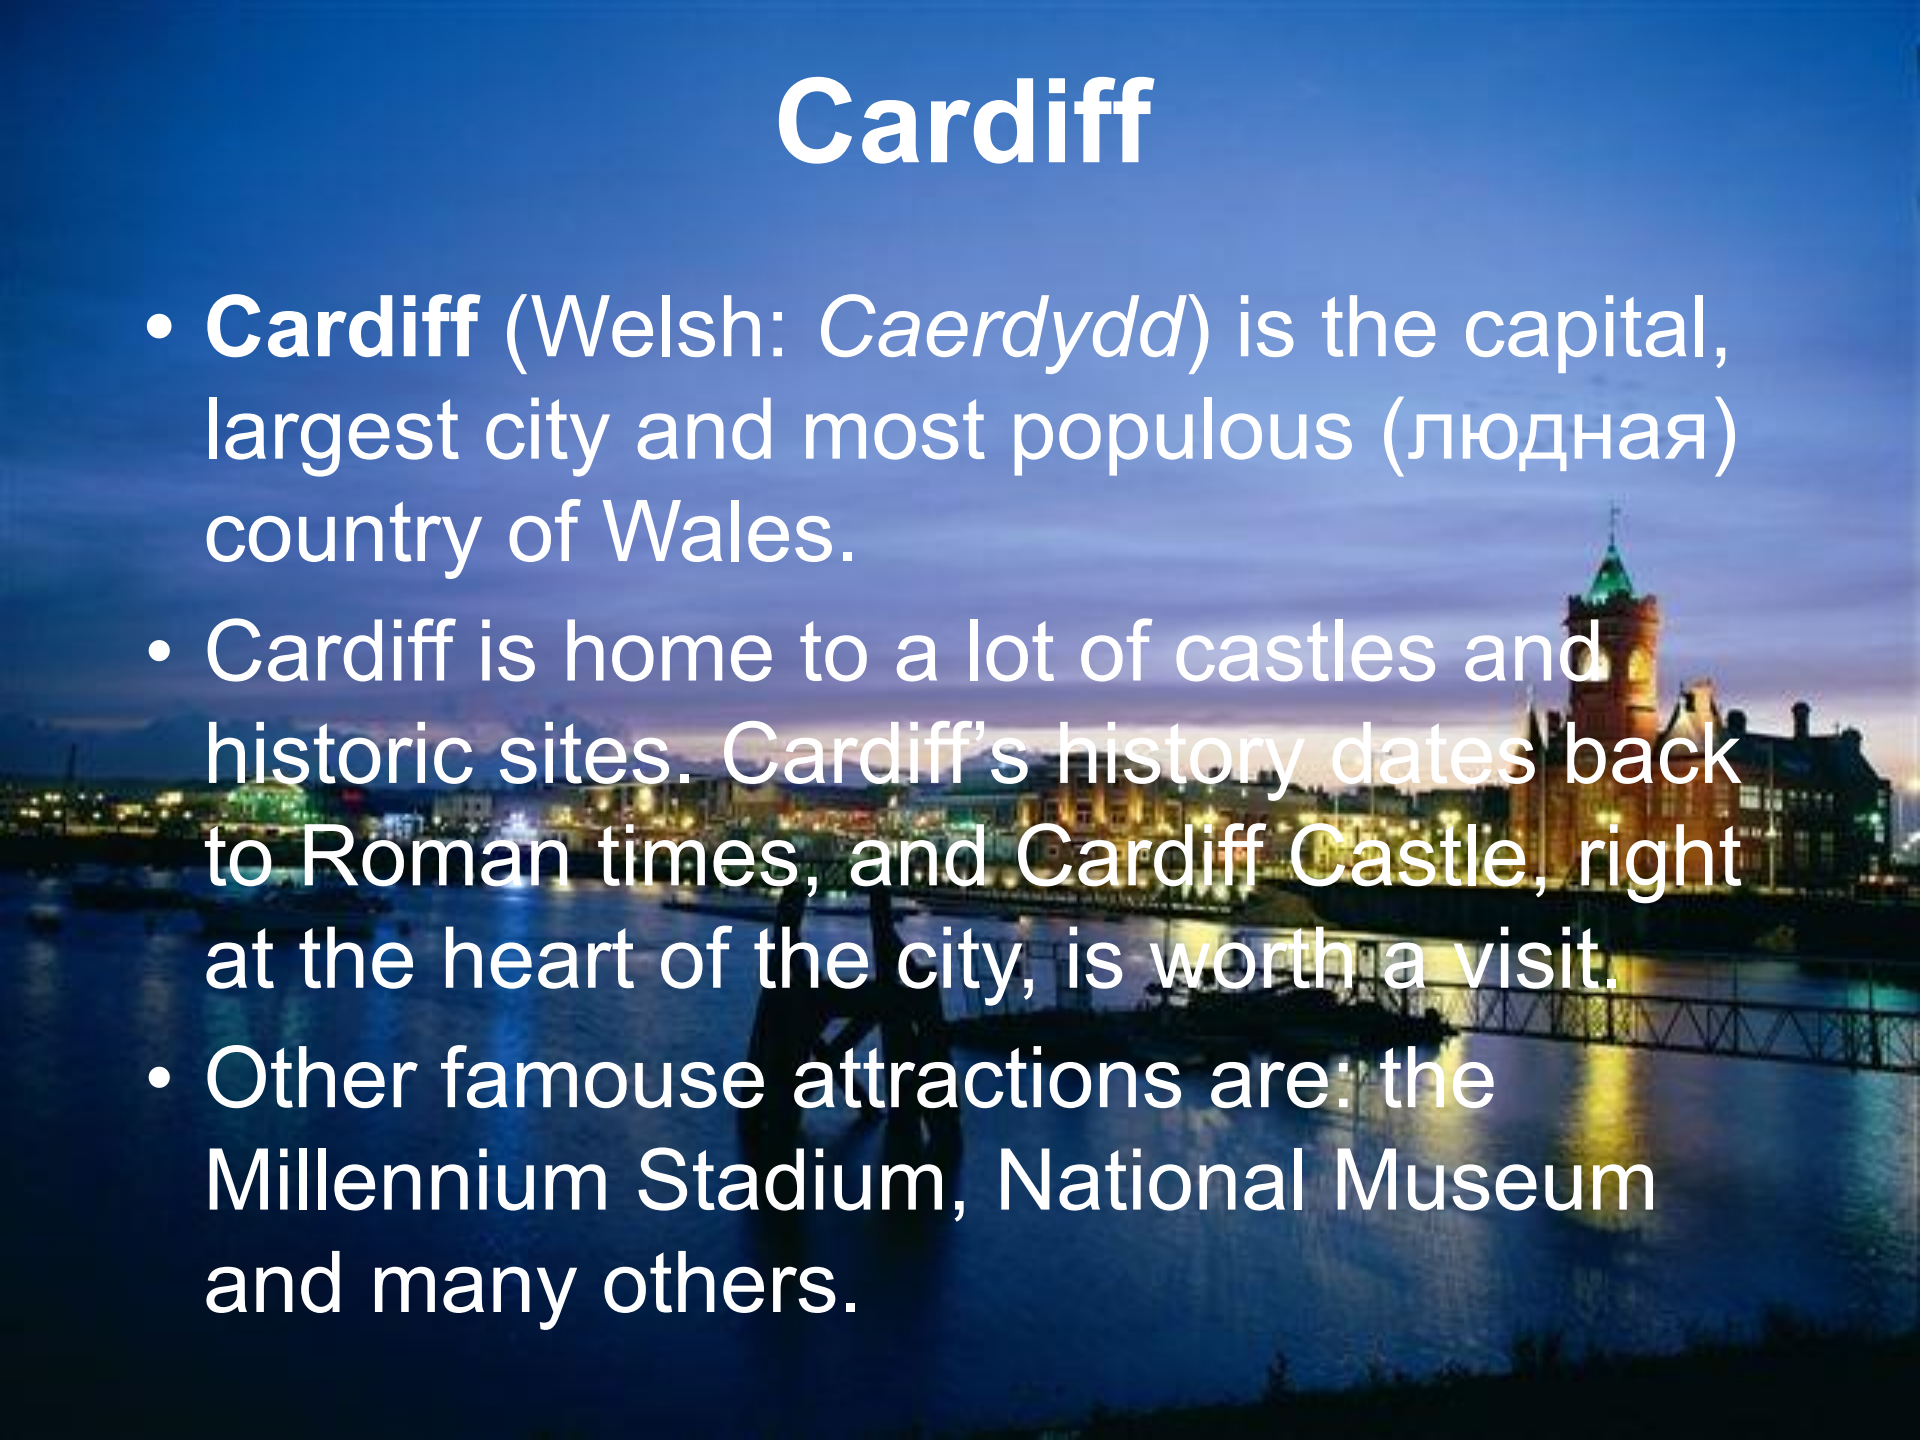 Cardiff
• Cardiff (Welsh: Caerdydd) is the capital,
largest city and most populous (людная)
country of Wales.
• Cardiff is home to a lot of castles and
historic sites. Cardiff’s history dates back
to Roman times, and Cardiff Castle, right
at the heart of the city, is worth a visit.
• Other famouse attractions are: the
Millennium Stadium, National Museum
and many others.